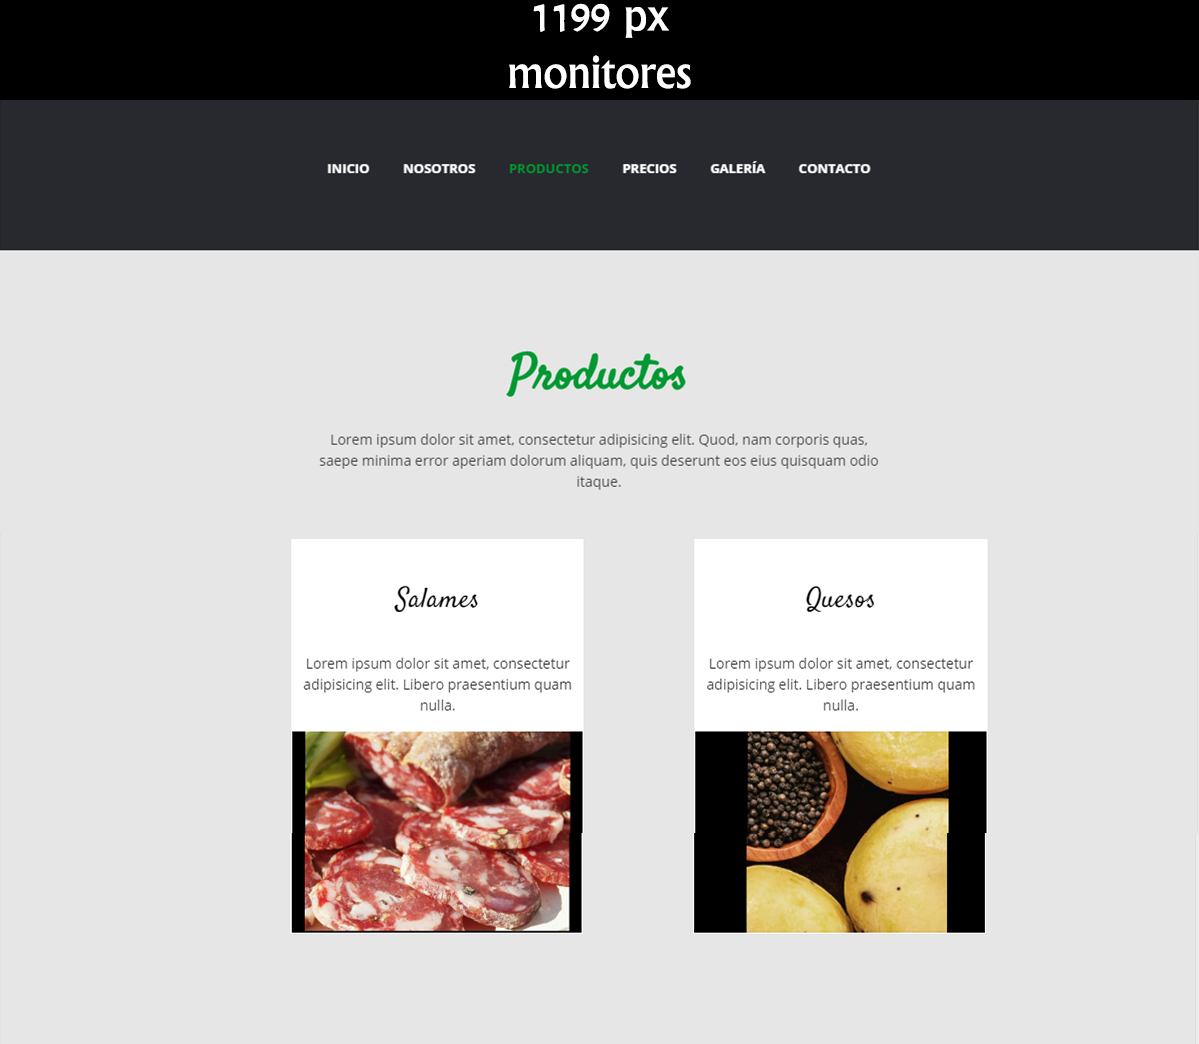 1199 px
monitores
INICIO NOSOTROS PRODUCTOS PRECIOS GALERÍA CONTACTO
Productos
Lorem ipsum dolor sit amet, consectetur adipisicing elit. Quod, nam corporis quas,
saepe minima error aperiam dolorum aliquam, quis deserunt eos eius quisquam odio
itaque.
Salames
Lorem ipsum dolor sit amet, consectetur
adipisicing elit. Libero praesentium quam
nulla.
Quesos
Lorem ipsum dolor sit amet, consectetur
adipisicing elit. Libero praesentium quam
nulla.